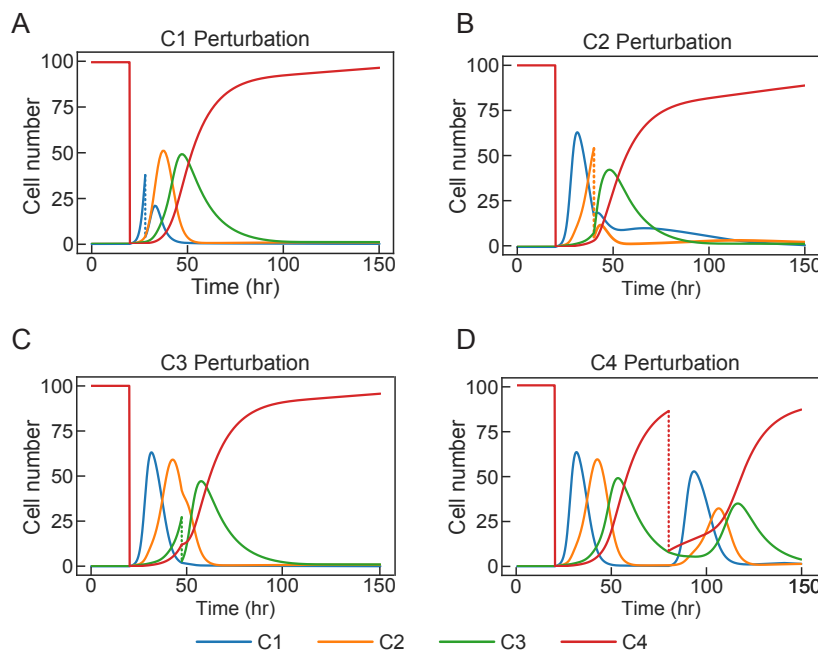 A
C1 Perturbation
100
75
50
25
0
Cell number
0
50
100
150
Time (hr)
B
C2 Perturbation
100
75
50
25
0
Cell number
0
50
100
150
Time (hr)
C
C3 Perturbation
100
75
50
25
0
Cell number
0
50
100
150
Time (hr)
D
C4 Perturbation
100
75
50
25
0
Cell number
0
50
100
150
Time (hr)
C1
C2
C3
C4